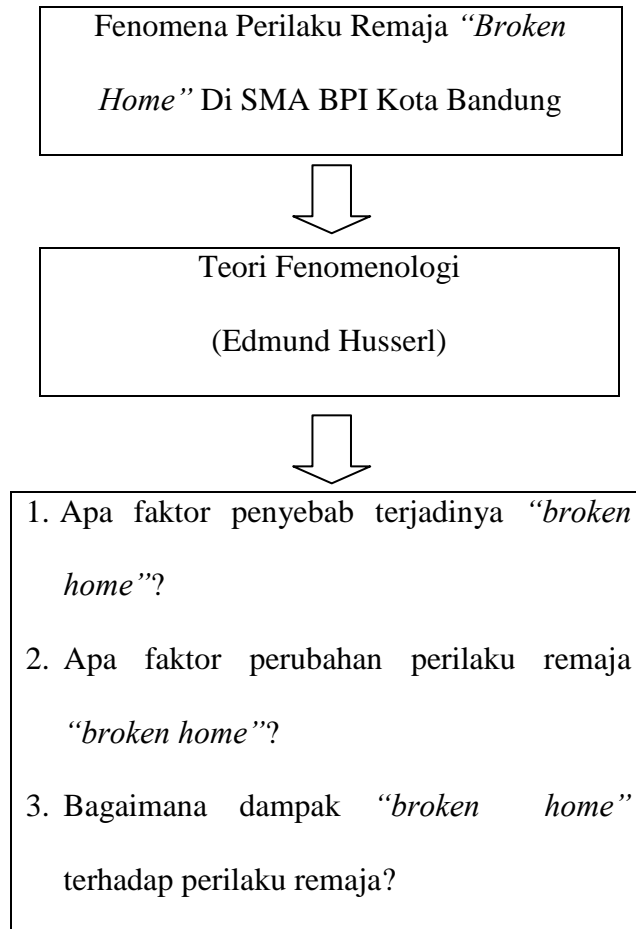 Fenomena Perilaku Remaja “Broken
Home” Di SMA BPI Kota Bandung
Teori Fenomenologi
(Edmund Husserl)
1. Apa faktor penyebab terjadinya “broken
home”?
2. Apa faktor perubahan perilaku remaja
“broken home”?
3. Bagaimana dampak “broken home”
terhadap perilaku remaja?